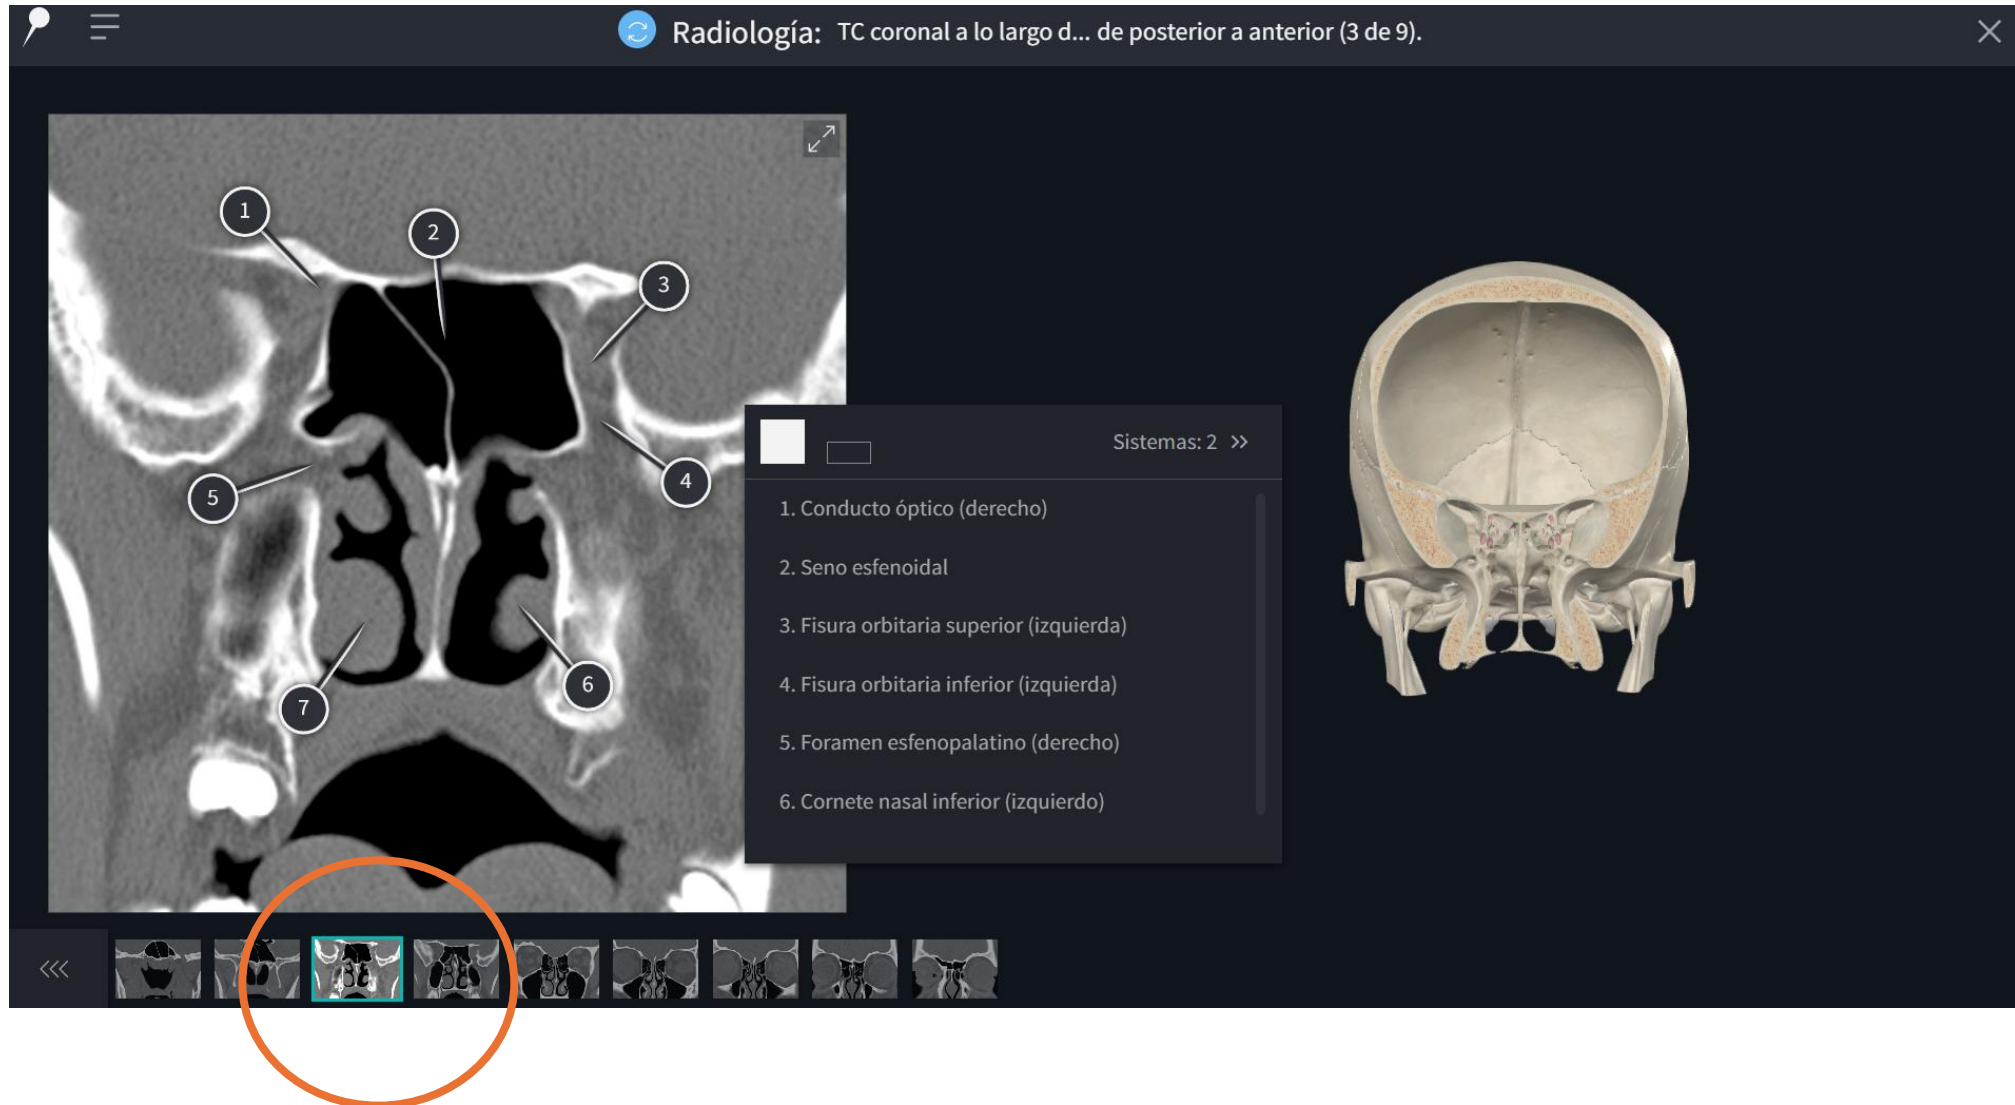 Radiología: TC coronal a lo largo d... de posterior a anterior (3 de 9).
1
2
3
4
5
6
7
Sistemas: 2 >>
1. Conducto óptico (derecho)
2. Seno esfenoidal
3. Fisura orbitaria superior (izquierda)
4. Fisura orbitaria inferior (izquierda)
5. Foramen esfenopalatino (derecho)
6. Cornete nasal inferior (izquierdo)